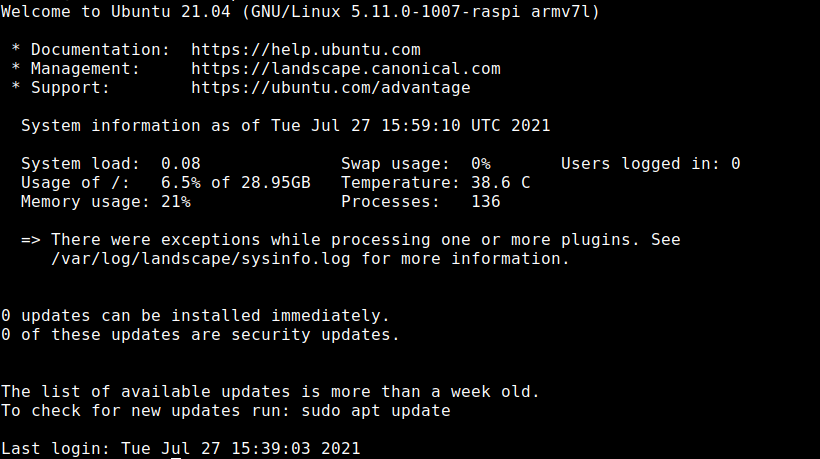 Welcome to Ubuntu 21.04 (GNU/Linux 5.11.0-1007-raspi armv7l)
* Documentation: https://help.ubuntu.com
* Management: https://landscape.canonical.com
* Support: https://ubuntu.com/advantage
System information as of Tue Jul 27 15:59:10 UTC 2021
System load: 0.08 Swap usage: 0% Users logged in: 0
Usage of /: 6.5% of 28.95GB Temperature: 38.6 C
Memory usage: 21% Processes: 136
=> There were exceptions while processing one or more plugins. See
/var/log/landscape/sysinfo.log for more information.
0 updates can be installed immediately.
0 of these updates are security updates.
The list of available updates is more than a week old.
To check for new updates run: sudo apt update
Last login: Tue Jul 27 15:39:03 2021